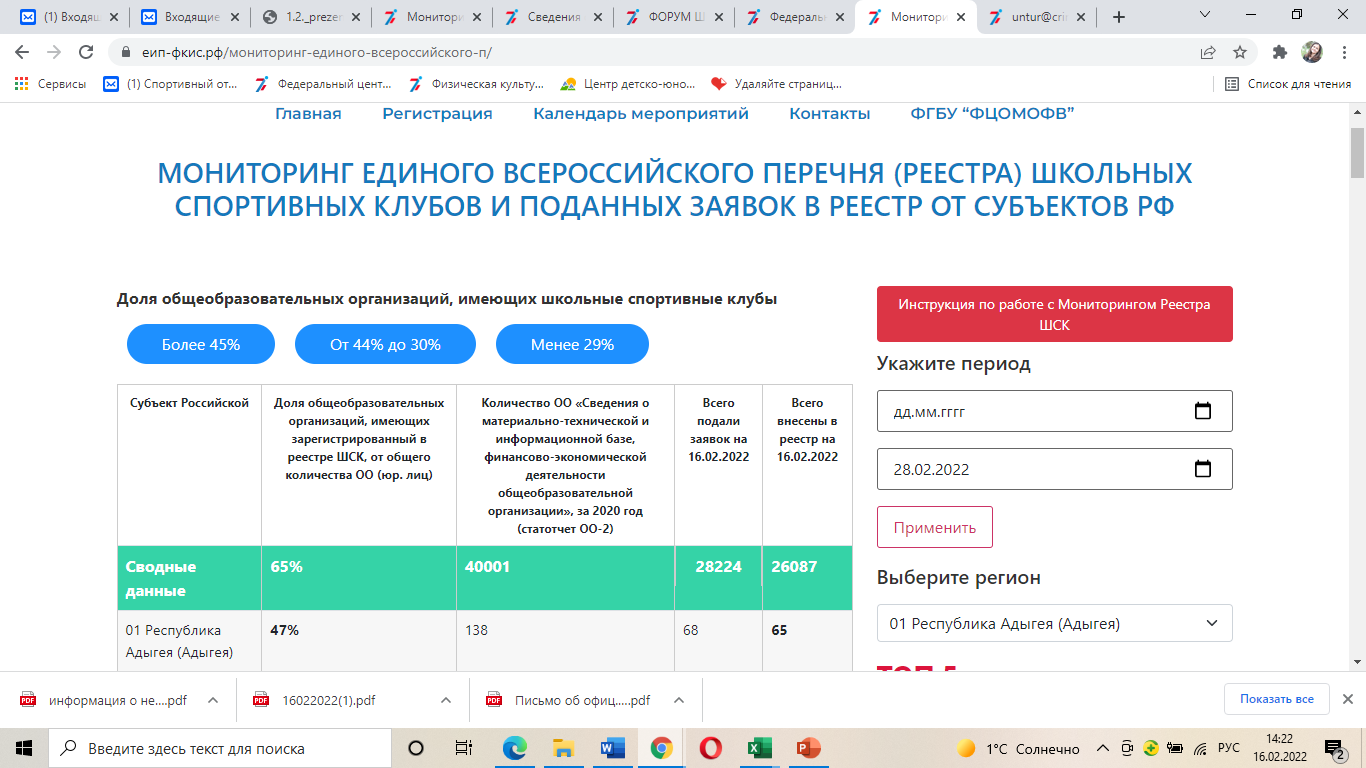 (1) Входящ
Входящие
1.2._prezer
Монитори
Сведения
ФОРУМ Ш
Федераль
Монитори
untur@cri
еип-фкис.рф/мониторинг-единого-всероссийского-п/
Сервисы
(1) Спортивный от...
Федеральный цент...
Физическая культу...
Центр детско-юно...
Удаляйте страниц...
Список для чтения
Главная
Регистрация
Календарь мероприятий
Контакты
ФГБУ “ФЦОМОФВ”
МОНИТОРИНГ ЕДИНОГО ВСЕРОССИЙСКОГО ПЕРЕЧНЯ (РЕЕСТРА) ШКОЛЬНЫХ
СПОРТИВНЫХ КЛУБОВ И ПОДАННЫХ ЗАЯВОК В РЕЕСТР ОТ СУБЪЕКТОВ РФ
Доля общеобразовательных организаций, имеющих школьные спортивные клубы
Более 45%
От 44% до 30%
Менее 29%
Субъект Российской
Доля общеобразовательных
организаций, имеющих
зарегистрированный в
реестре ШСК, от общего
количества ОО (юр. лиц)
Количество ОО «Сведения о
материально-технической и
информационной базе,
финансово-экономической
деятельности
общеобразовательной
организации», за 2020 год
(статотчет ОО-2)
Всего
подали
заявок на
16.02.2022
Всего
внесены в
реестр на
16.02.2022
Сводные
данные
65%
40001
28224
26087
01 Республика
Адыгея (Адыгея)
47%
138
68
65
Инструкция по работе с Мониторингом Реестра
ШСК
Укажите период
дд.мм.гггг
28.02.2022
Применить
Выберите регион
01 Республика Адыгея (Адыгея)
ТОП 5
информация о не....pdf
16022022(1).pdf
Письмо об офиц.....pdf
Показать все
Введите здесь текст для поиска
1°C Солнечно
РУС
14:22
16.02.2022
2